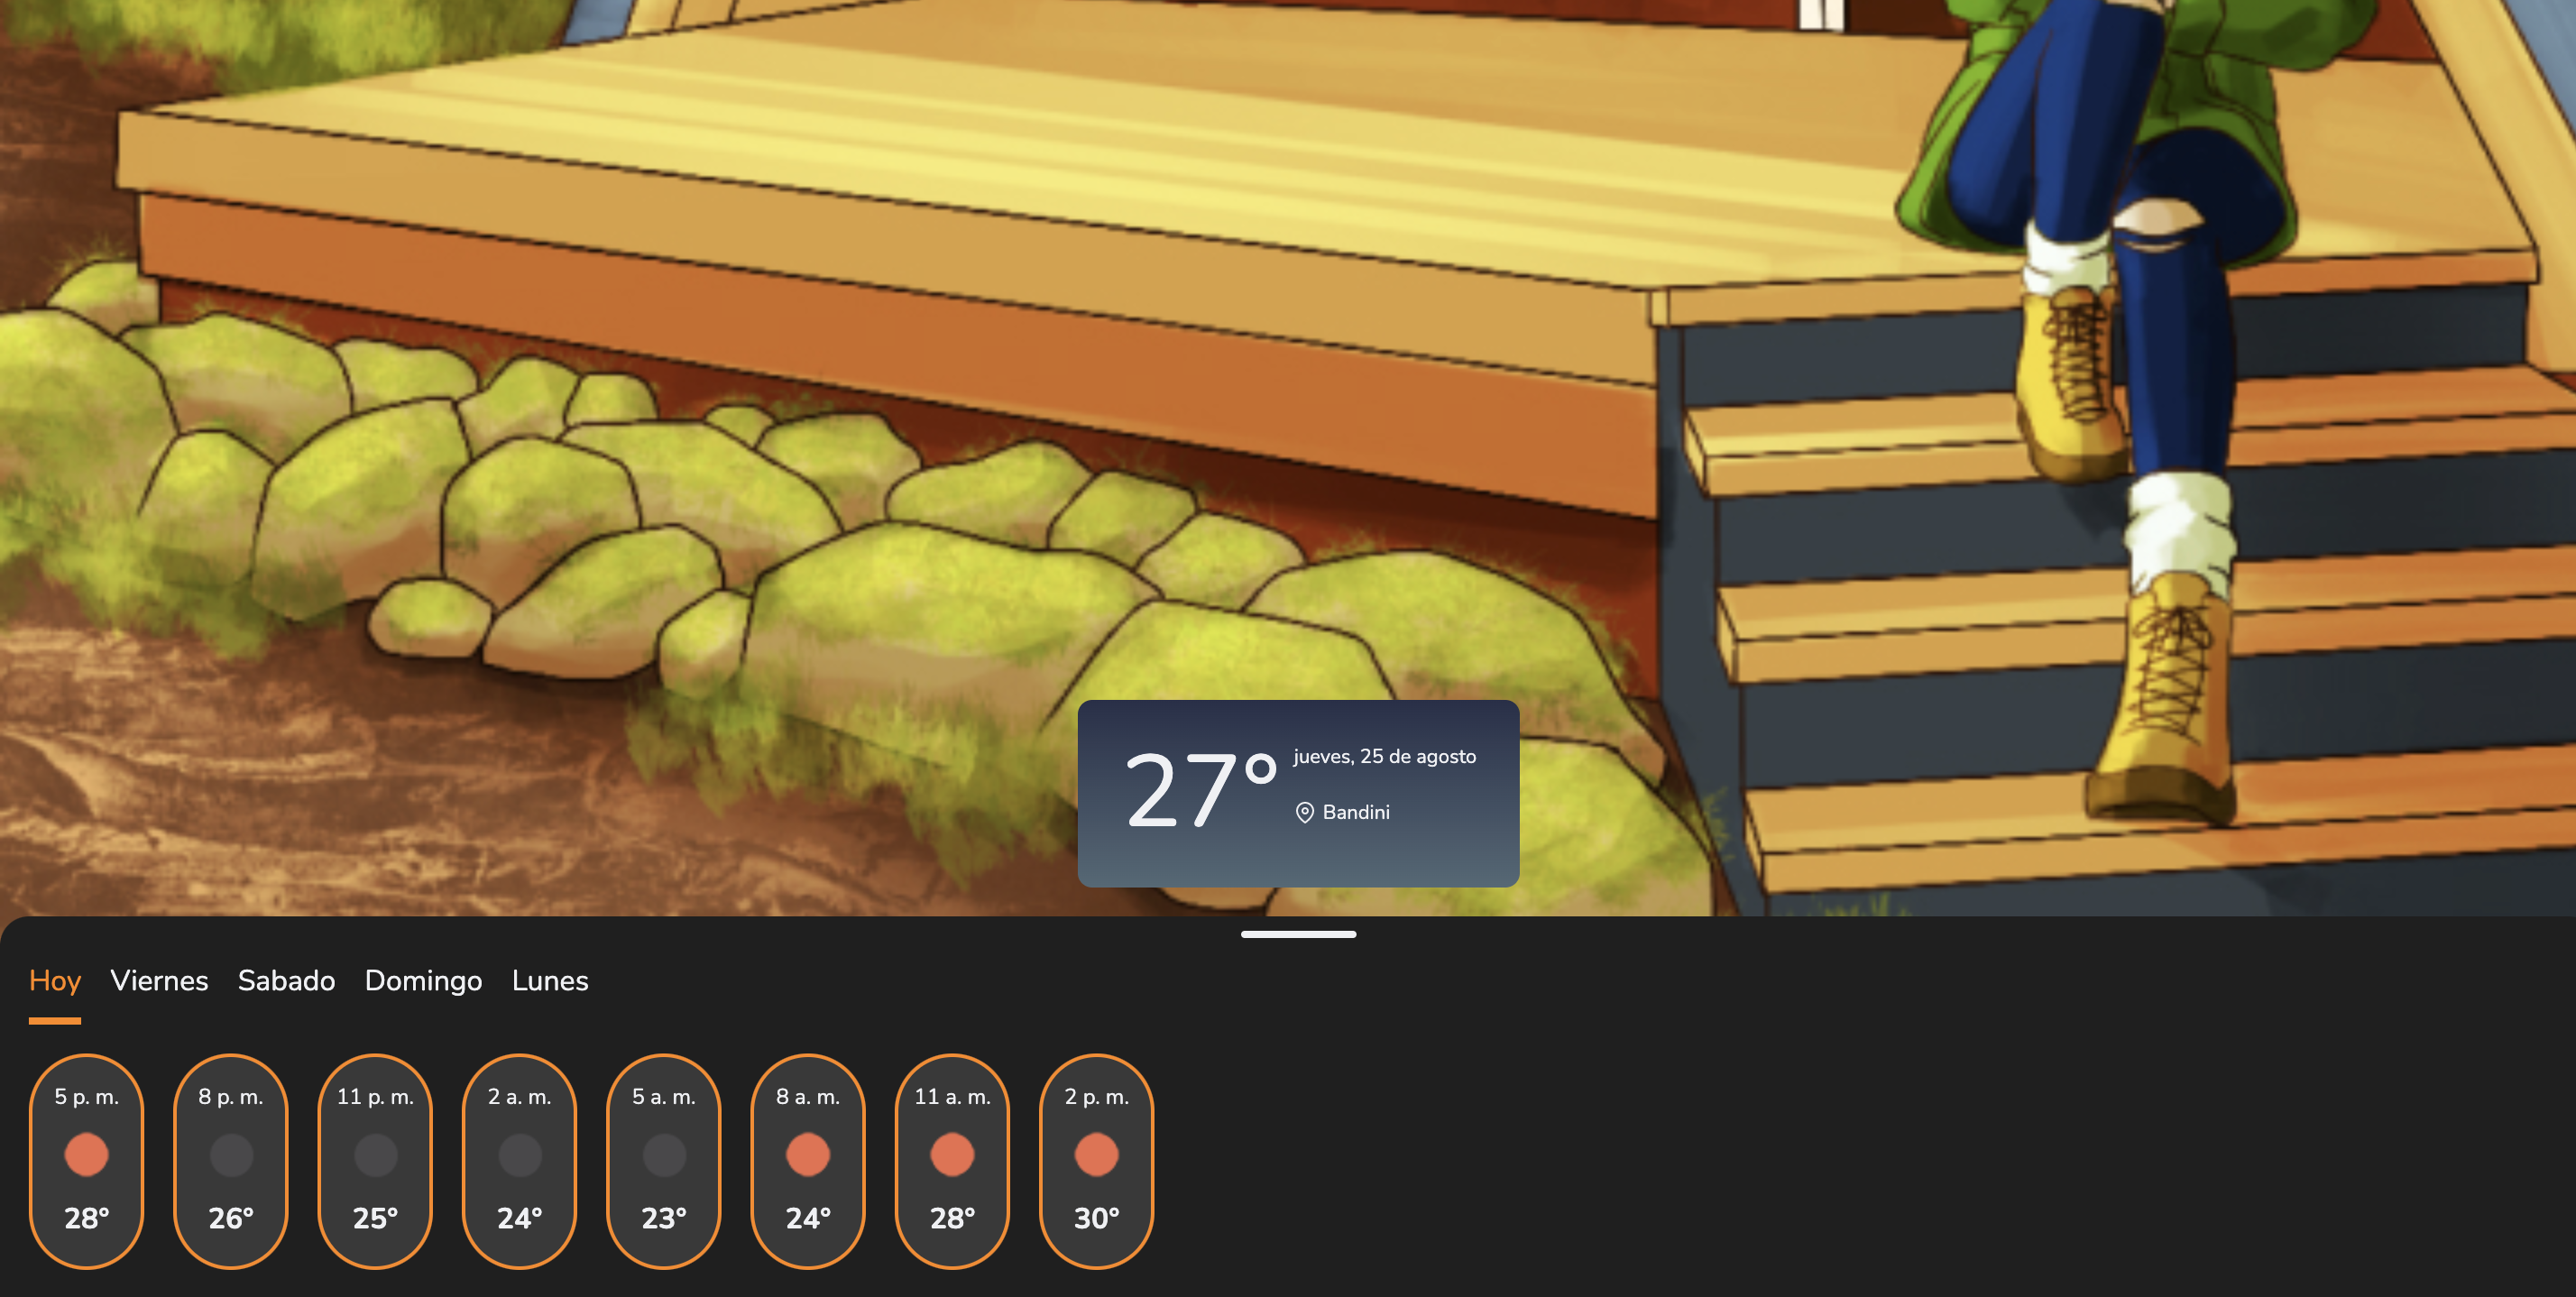 27°
jueves, 25 de agosto
Bandini
Hoy Viernes Sabado Domingo Lunes
5 p. m. 8 p. m. 11 p. m. 2 a. m. 5 a. m. 8 a. m. 11 a. m. 2 p. m.
28° 26° 25° 24° 23° 24° 28° 30°